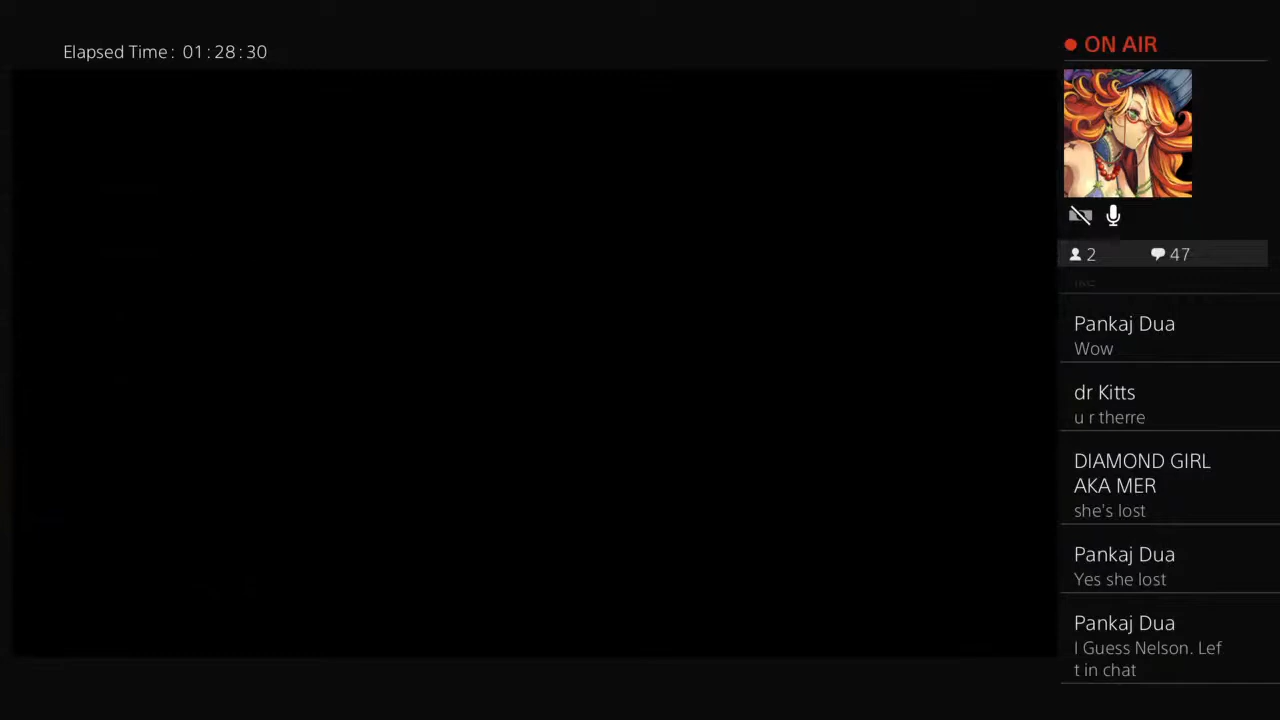 Elapsed Time: 01:28:30
ON AIR
2 47
Pankaj Dua
Wow
dr Kitts
u r therre
DIAMOND GIRL
AKA MER
she's lost
Pankaj Dua
Yes she lost
Pankaj Dua
I Guess Nelson. Lef
t in chat